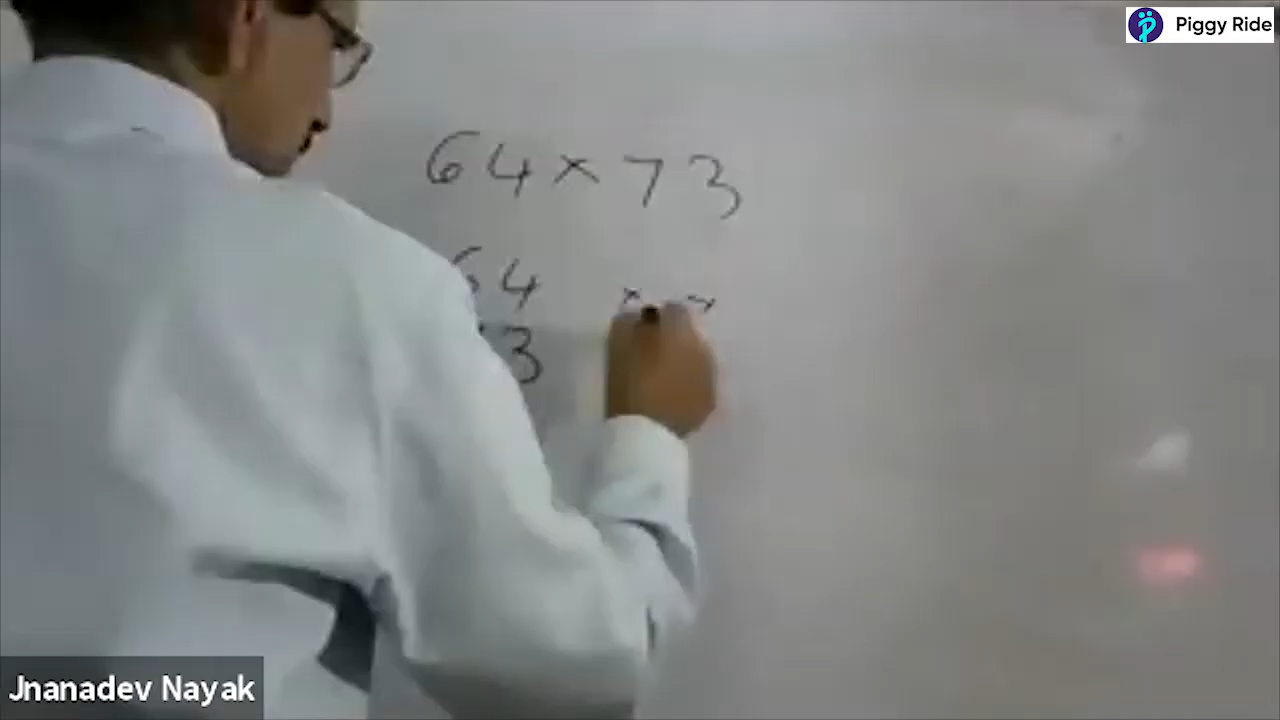 Piggy Ride
64 × 73
64 ×
3
Jnanadev Nayak